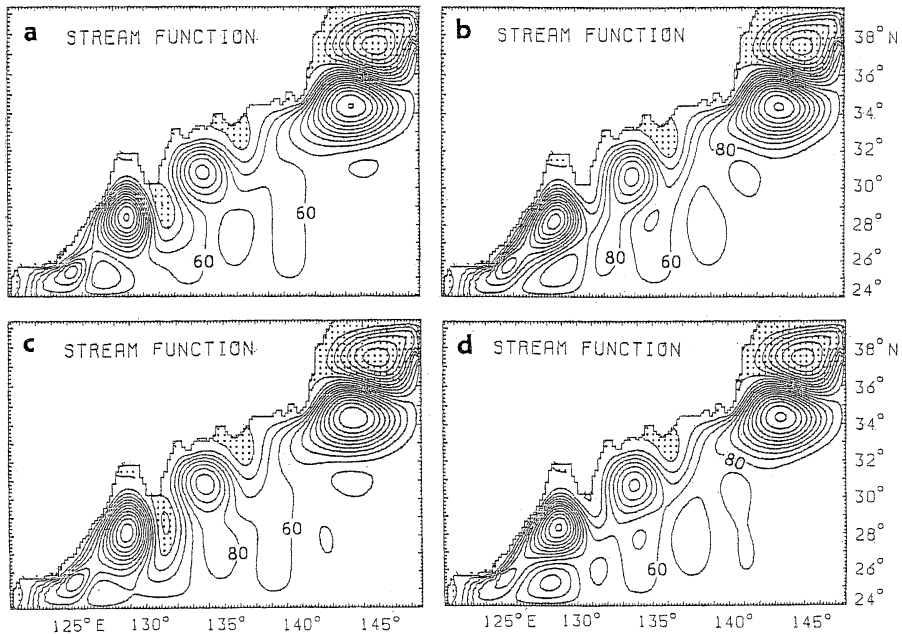 a STREAM FUNCTION
60
60
b STREAM FUNCTION
80
80
60
38° N
36°
34°
32°
30°
28°
26°
24°
c STREAM FUNCTION
80
60
d STREAM FUNCTION
80
60
38° N
36°
34°
32°
30°
28°
26°
24°
125° E 130° 135° 140° 145°
125° E 130° 135° 140° 145°